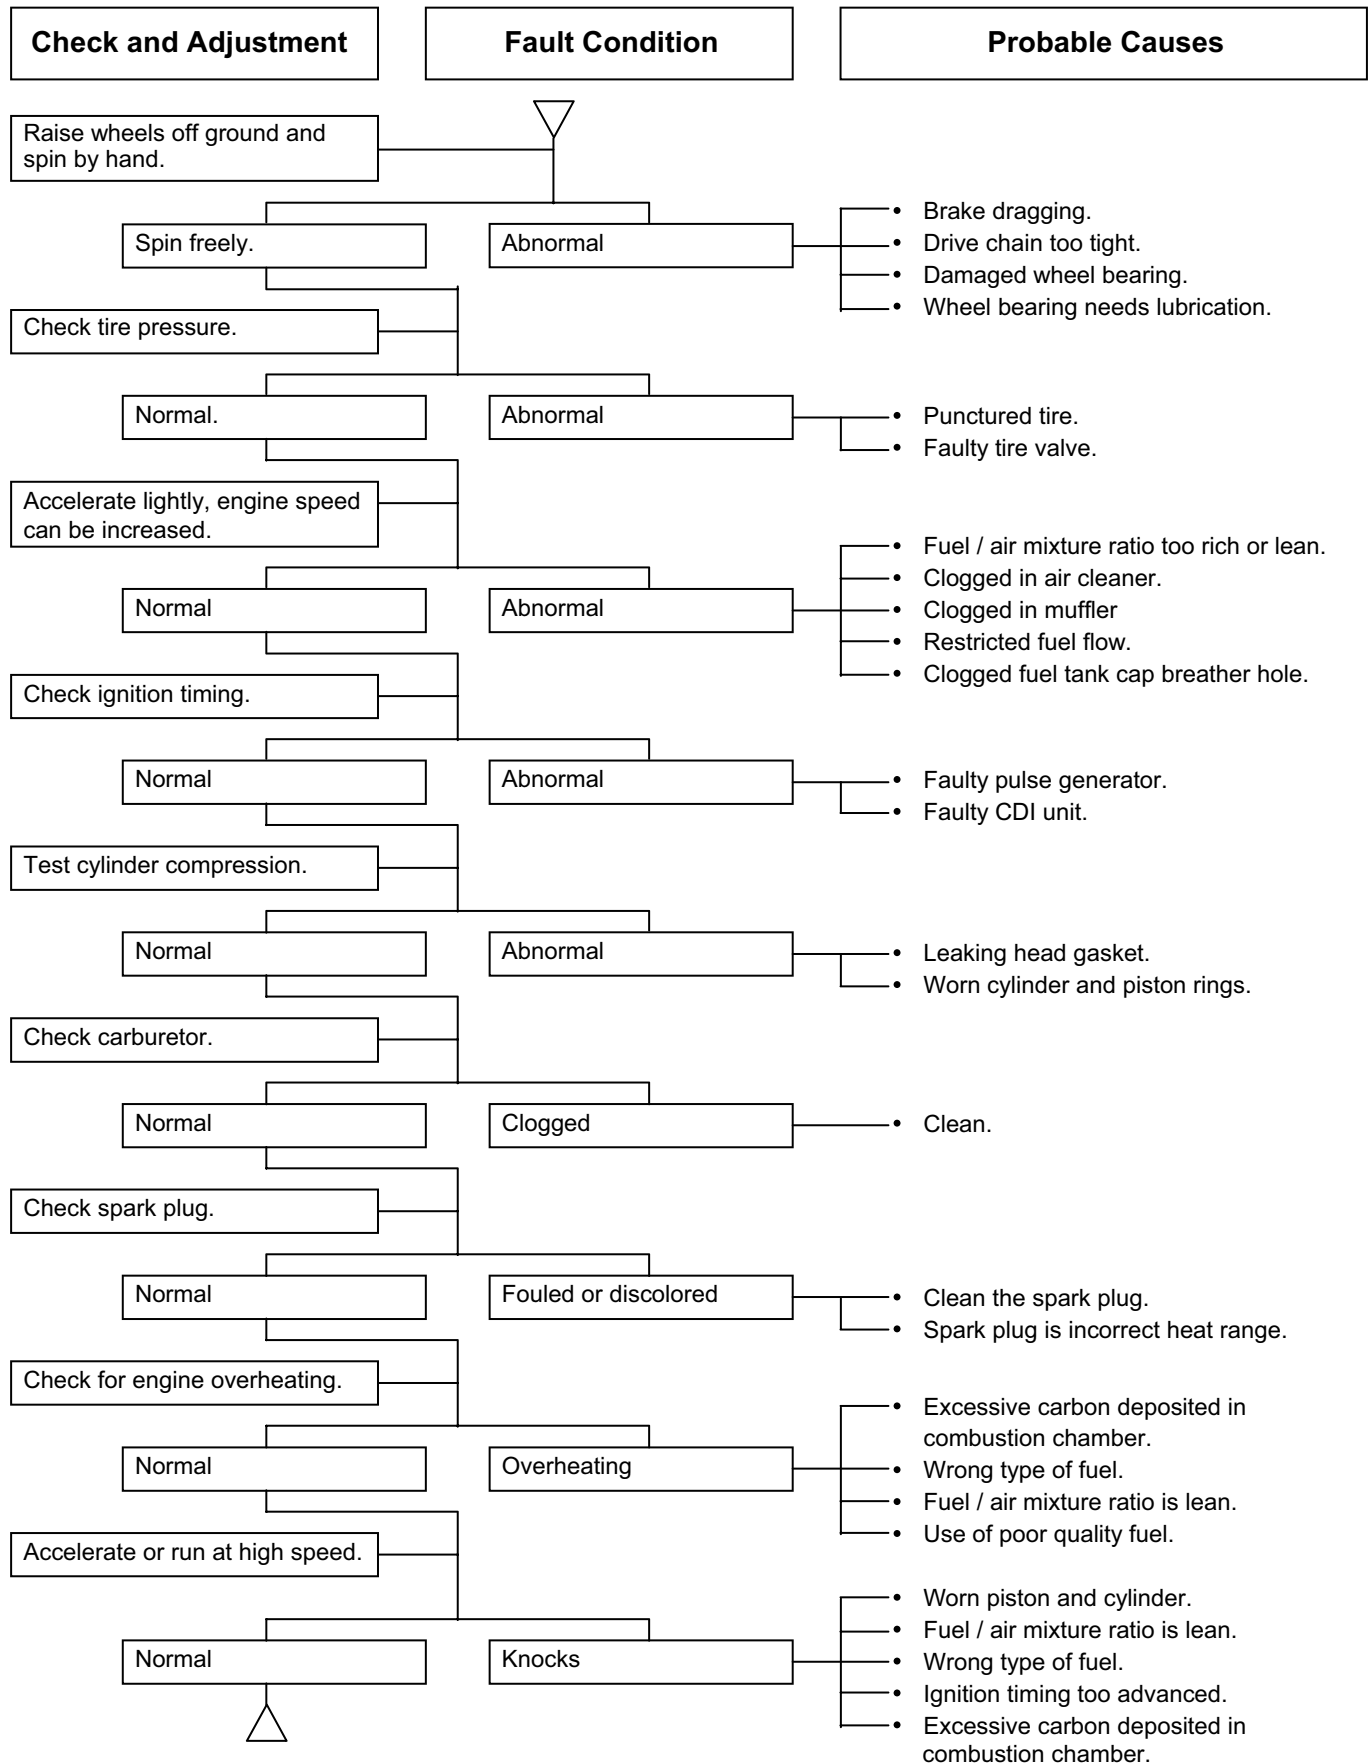 Check and Adjustment
Fault Condition
Probable Causes
Raise wheels off ground and
spin by hand.
Spin freely.
Abnormal
• Brake dragging.
• Drive chain too tight.
• Damaged wheel bearing.
• Wheel bearing needs lubrication.
Check tire pressure.
Normal.
Abnormal
• Punctured tire.
• Faulty tire valve.
Accelerate lightly, engine speed
can be increased.
Normal
Abnormal
• Fuel / air mixture ratio too rich or lean.
• Clogged in air cleaner.
• Clogged in muffler
• Restricted fuel flow.
• Clogged fuel tank cap breather hole.
Check ignition timing.
Normal
Abnormal
• Faulty pulse generator.
• Faulty CDI unit.
Test cylinder compression.
Normal
Abnormal
• Leaking head gasket.
• Worn cylinder and piston rings.
Check carburetor.
Normal
Clogged
• Clean.
Check spark plug.
Normal
Fouled or discolored
• Clean the spark plug.
• Spark plug is incorrect heat range.
Check for engine overheating.
Normal
Overheating
• Excessive carbon deposited in
combustion chamber.
• Wrong type of fuel.
• Fuel / air mixture ratio is lean.
• Use of poor quality fuel.
Accelerate or run at high speed.
Normal
Knocks
• Worn piston and cylinder.
• Fuel / air mixture ratio is lean.
• Wrong type of fuel.
• Ignition timing too advanced.
• Excessive carbon deposited in
combustion chamber.